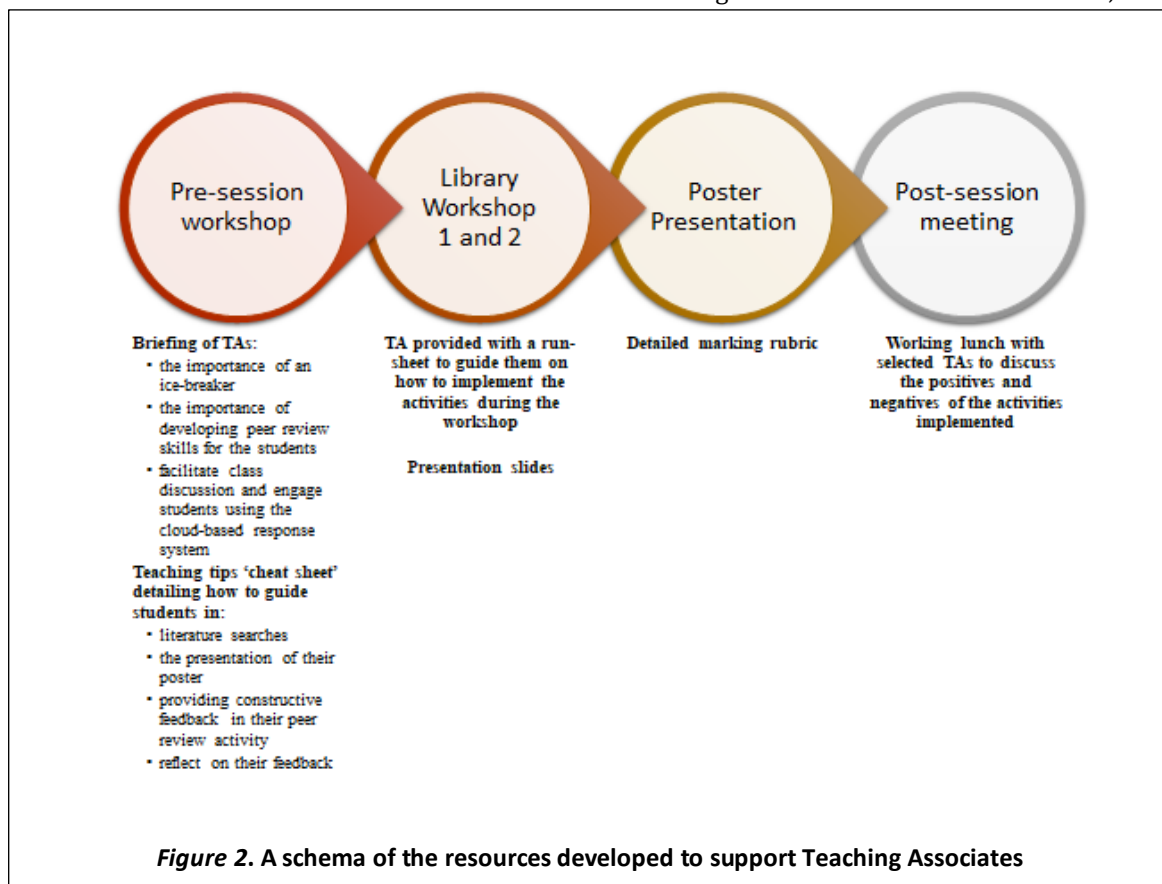 Pre-session
workshop
Library
Workshop
1 and 2
Poster
Presentation
Post-session
meeting
Briefing of TAs:
• the importance of an
ice-breaker
• the importance of
developing peer review
skills for the students
• facilitate class
discussion and engage
students using the
cloud-based response
system
Teaching tips ‘cheat sheet’
detailing how to guide
students in:
• literature searches
• the presentation of their
poster
• providing constructive
feedback in their peer
review activity
• reflect on their feedback
TA provided with a run-
sheet to guide them on
how to implement the
activities during the
workshop
Presentation slides
Detailed marking rubric
Working lunch with
selected TAs to discuss
the positives and
negatives of the activities
implemented
Figure 2. A schema of the resources developed to support Teaching Associates